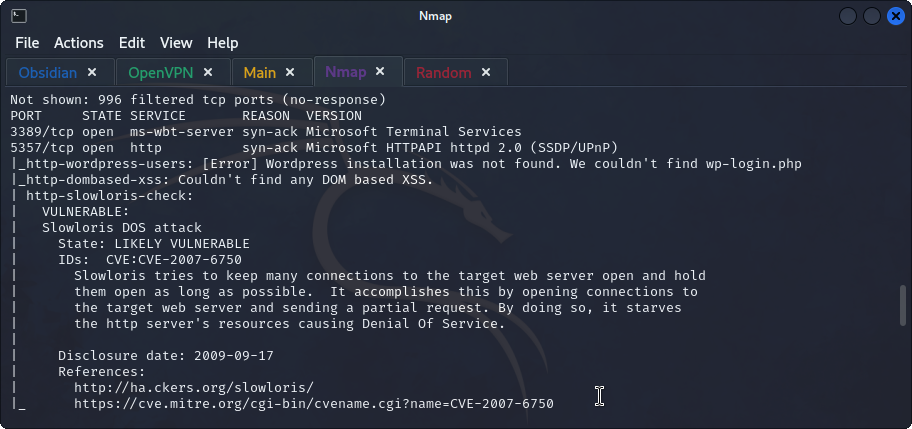 Nmap
File Actions Edit View Help
Obsidian × OpenVPN × Main × Nmap × Random ×
Not shown: 996 filtered tcp ports (no-response)
PORT     STATE SERVICE       REASON  VERSION
3389/tcp open  ms-wbt-server syn-ack Microsoft Terminal Services
5357/tcp open  http          syn-ack Microsoft HTTPAPI httpd 2.0 (SSDP/UPnP)
|_http-wordpress-users: [Error] Wordpress installation was not found. We couldn't find wp-login.php
|_http-dombased-xss: Couldn't find any DOM based XSS.
| http-slowloris-check:
|   VULNERABLE:
|   Slowloris DOS attack
|     State: LIKELY VULNERABLE
|     IDs:  CVE:CVE-2007-6750
|       Slowloris tries to keep many connections to the target web server open and hold
|       them open as long as possible.  It accomplishes this by opening connections to
|       the target web server and sending a partial request. By doing so, it starves
|       the http server's resources causing Denial Of Service.
|
|     Disclosure date: 2009-09-17
|     References:
|       http://ha.ckers.org/slowloris/
|_      https://cve.mitre.org/cgi-bin/cvename.cgi?name=CVE-2007-6750